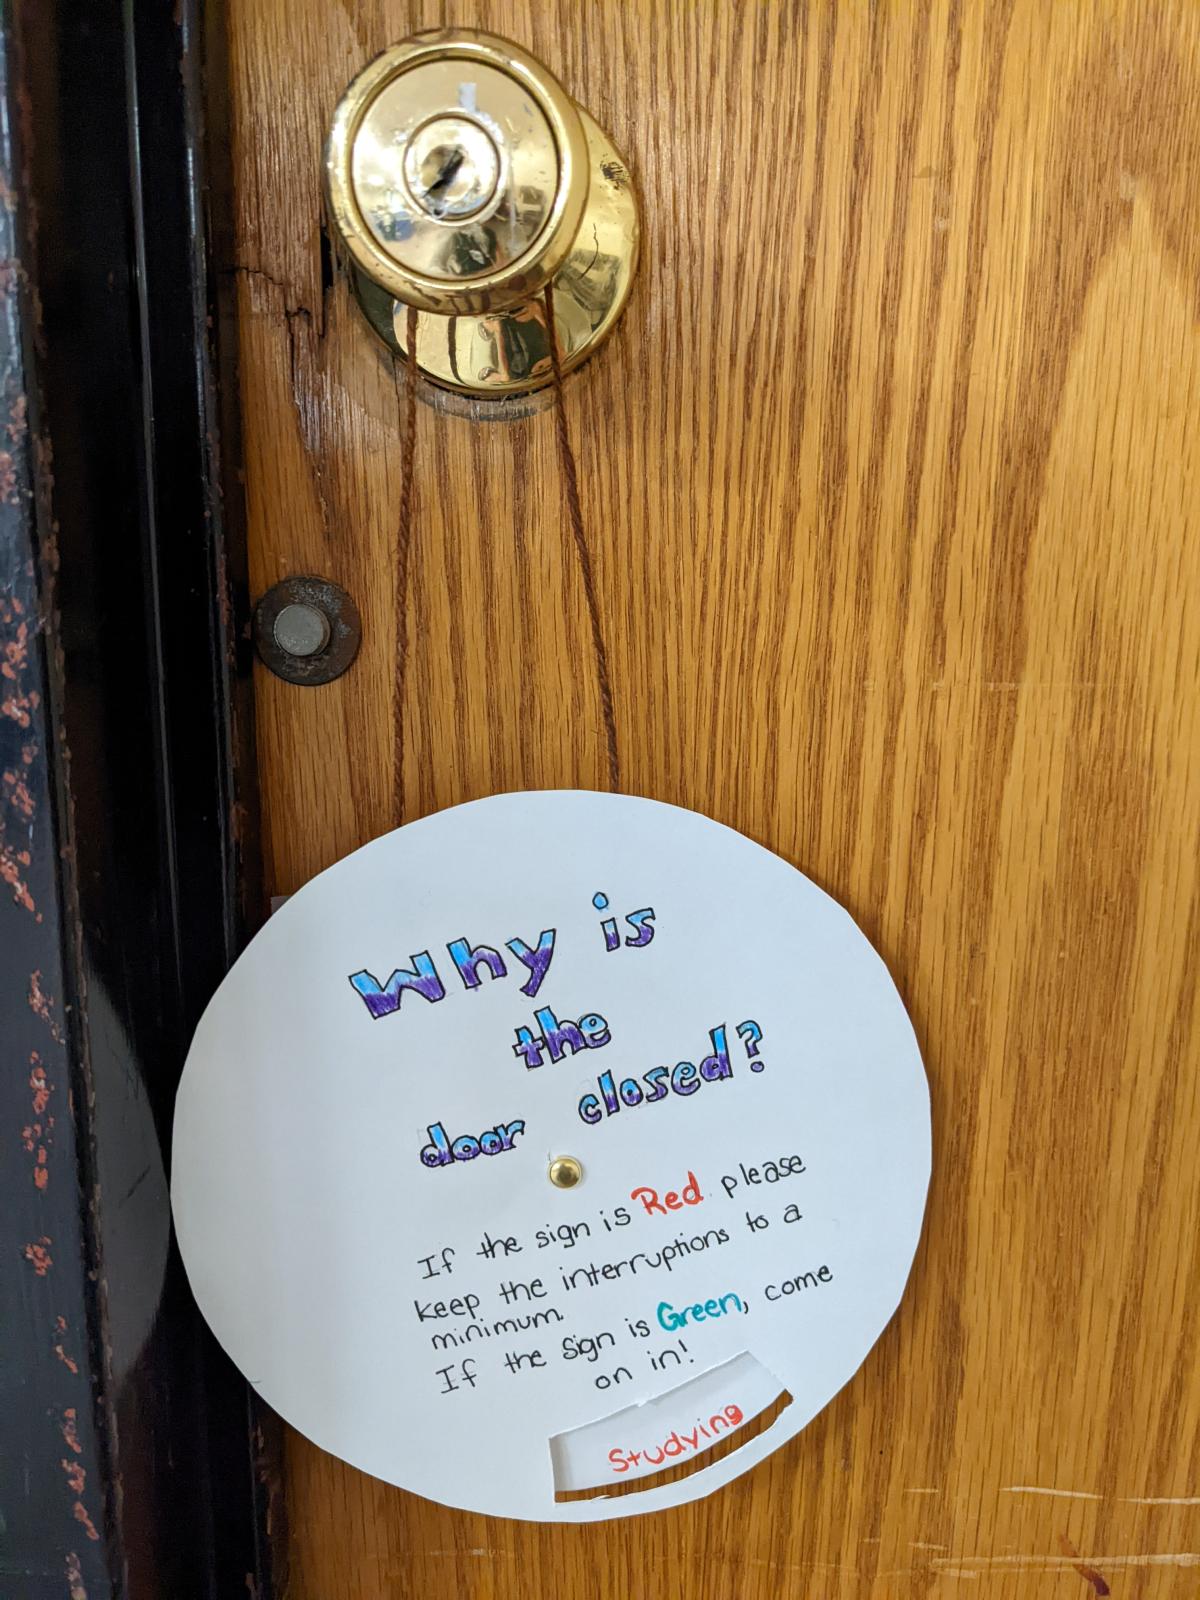 Why is
the
door closed?
If the sign is Red please
keep the interruptions to a
minimum.
If the sign is Green, come
on in!
Studying